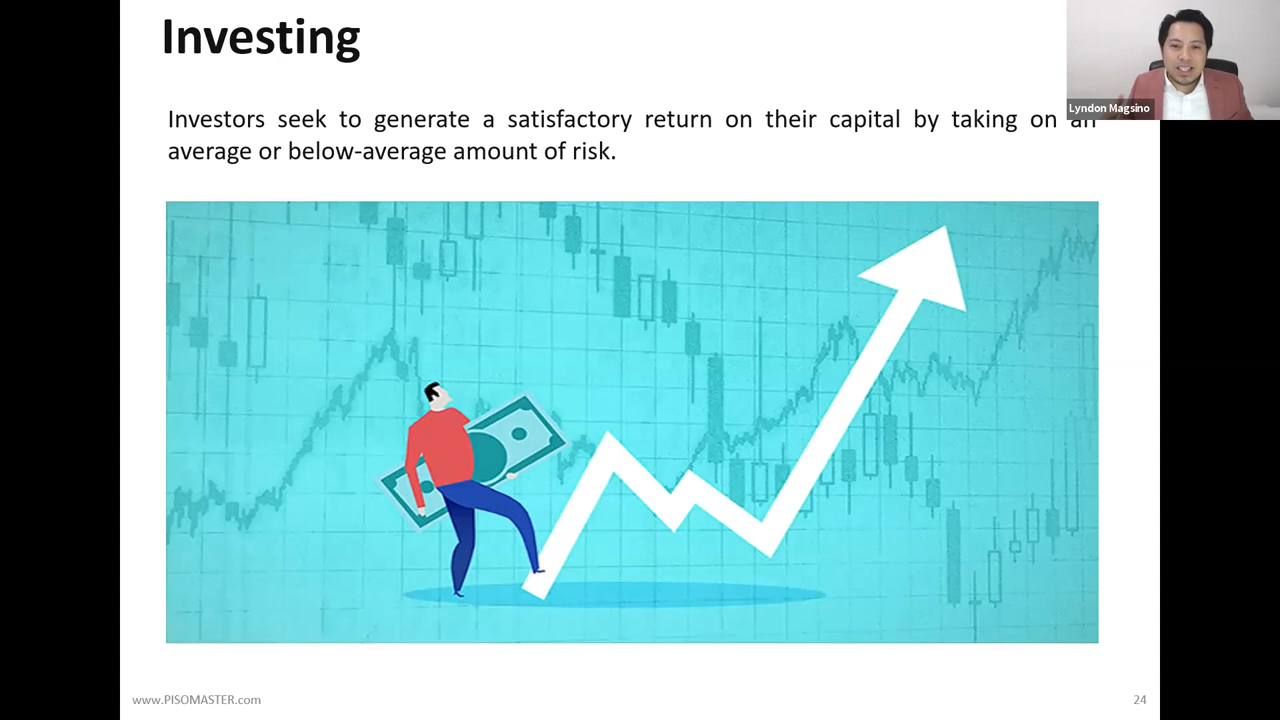 Investing
Lyndon Magsino
Investors seek to generate a satisfactory return on their capital by taking on an
average or below-average amount of risk.
www.PISOMASTER.com
24